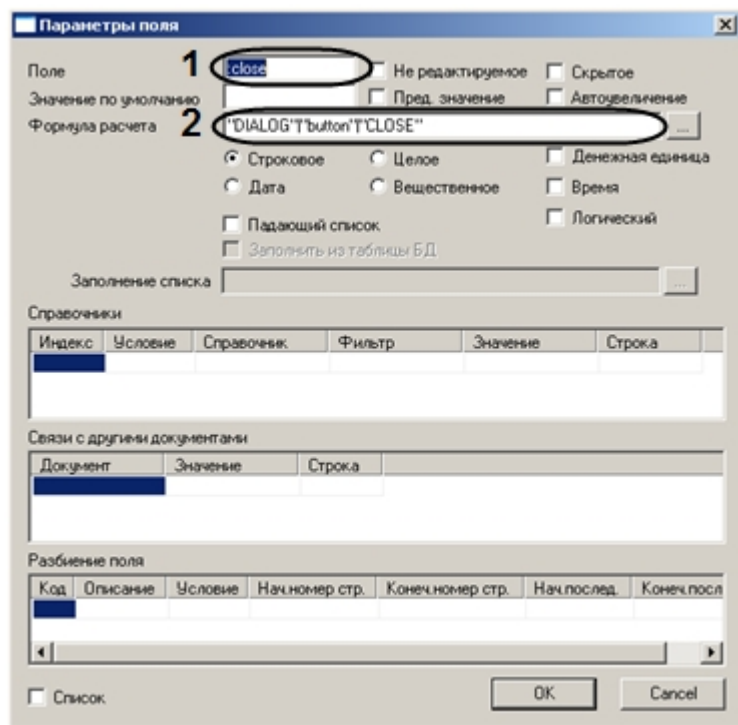 Параметры поля
Поле 1 :close Не редактируемое Скрытое
Значение по умолчанию Пред. значение Автоувеличение
Формула расчета 2 "'DIALOG'|'button'|'CLOSE'" ...
Строковое Целое Денежная единица
Дата Вещественное Время
Падающий список Логический
Заполнить из таблицы БД
Заполнение списка ...
Справочники
Индекс Условие Справочник Фильтр Значение Строка
Связи с другими документами
Документ Значение Строка
Разбиение поля
Код Описание Условие Нач.номер стр. Конеч.номер стр. Нач.послед. Конеч.посл
Список OK Cancel